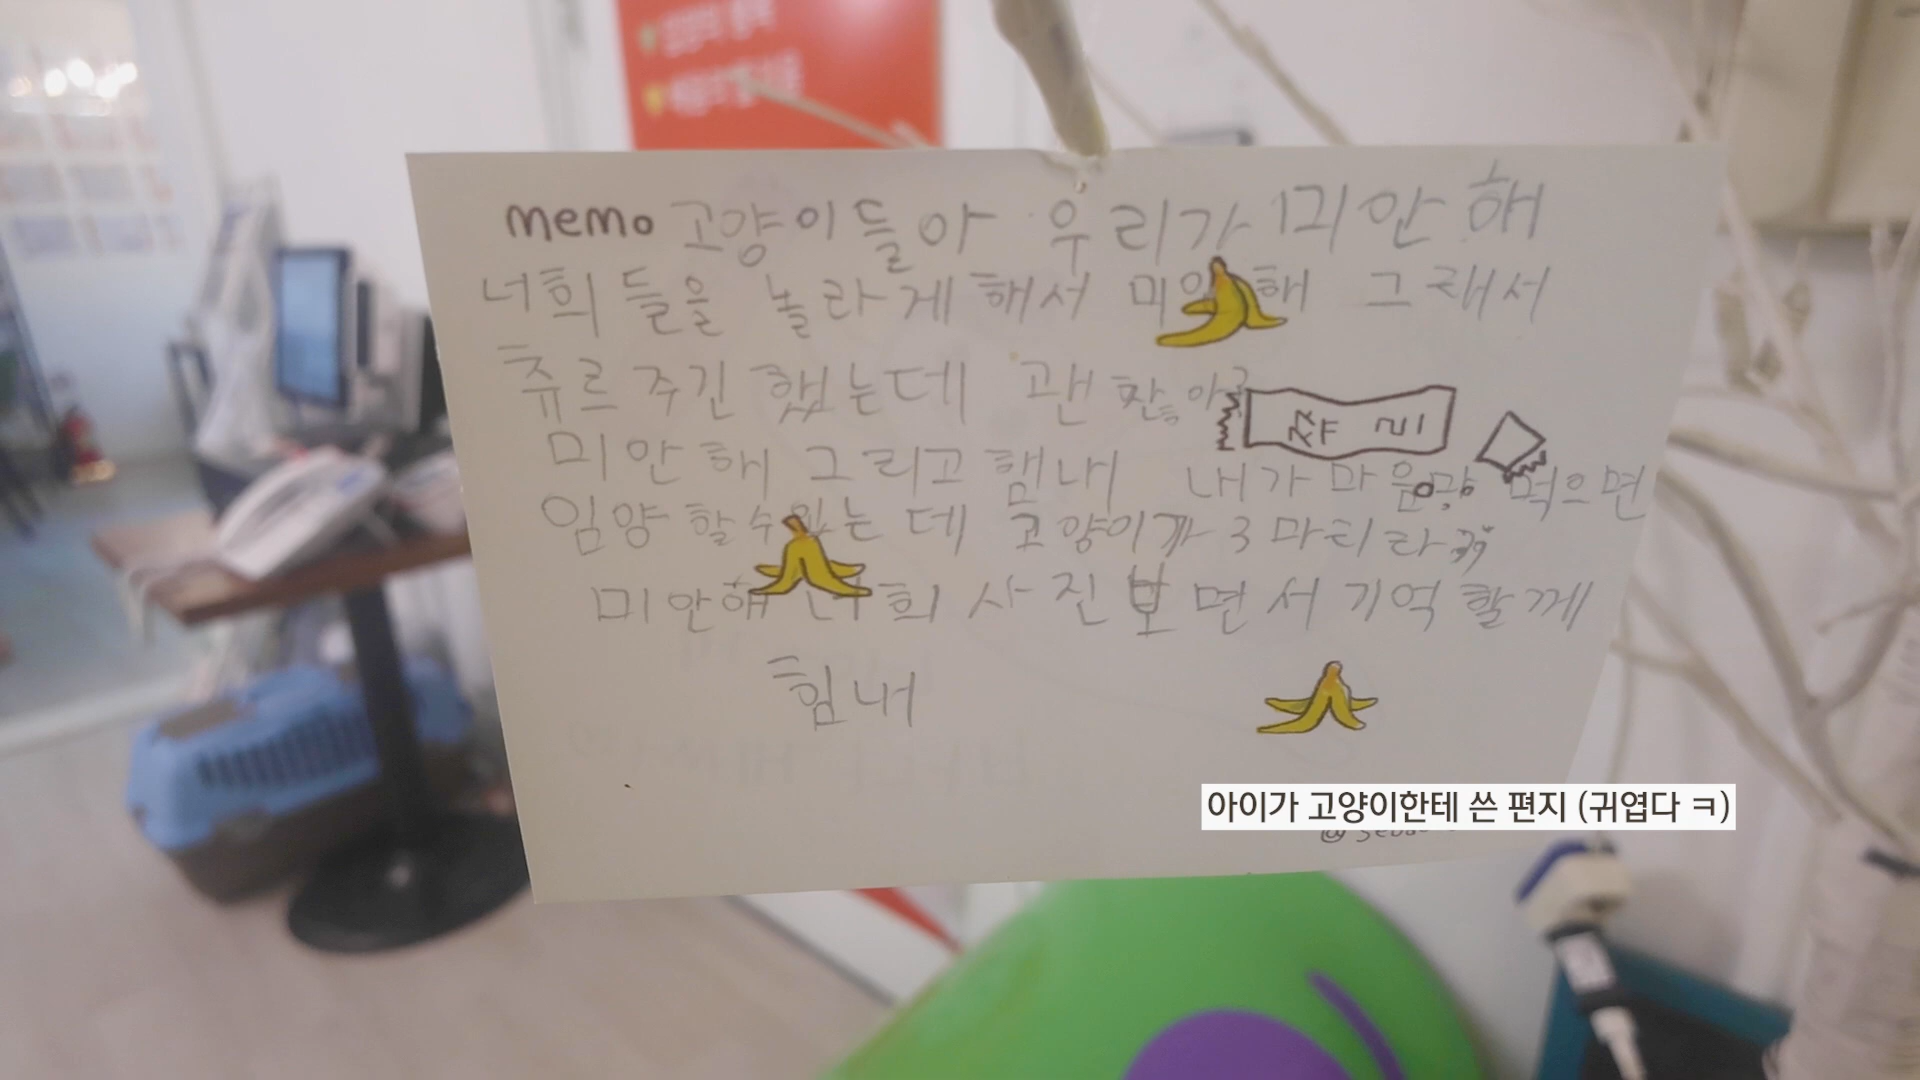 memo 고양이들아 우리가 미안해
너희들을 놀라게해서 미안해 그래서
츄르주긴 했는데 괜찮아?
쫘 리
미안해 그리고 햄내 내가 마음만 먹으면
임양할수있는데 고양이가 3마티라
미안해 너희 사진보면서 기억할께
힘내
아이가 고양이한테 쓴 편지 (귀엽다 ㅋ)